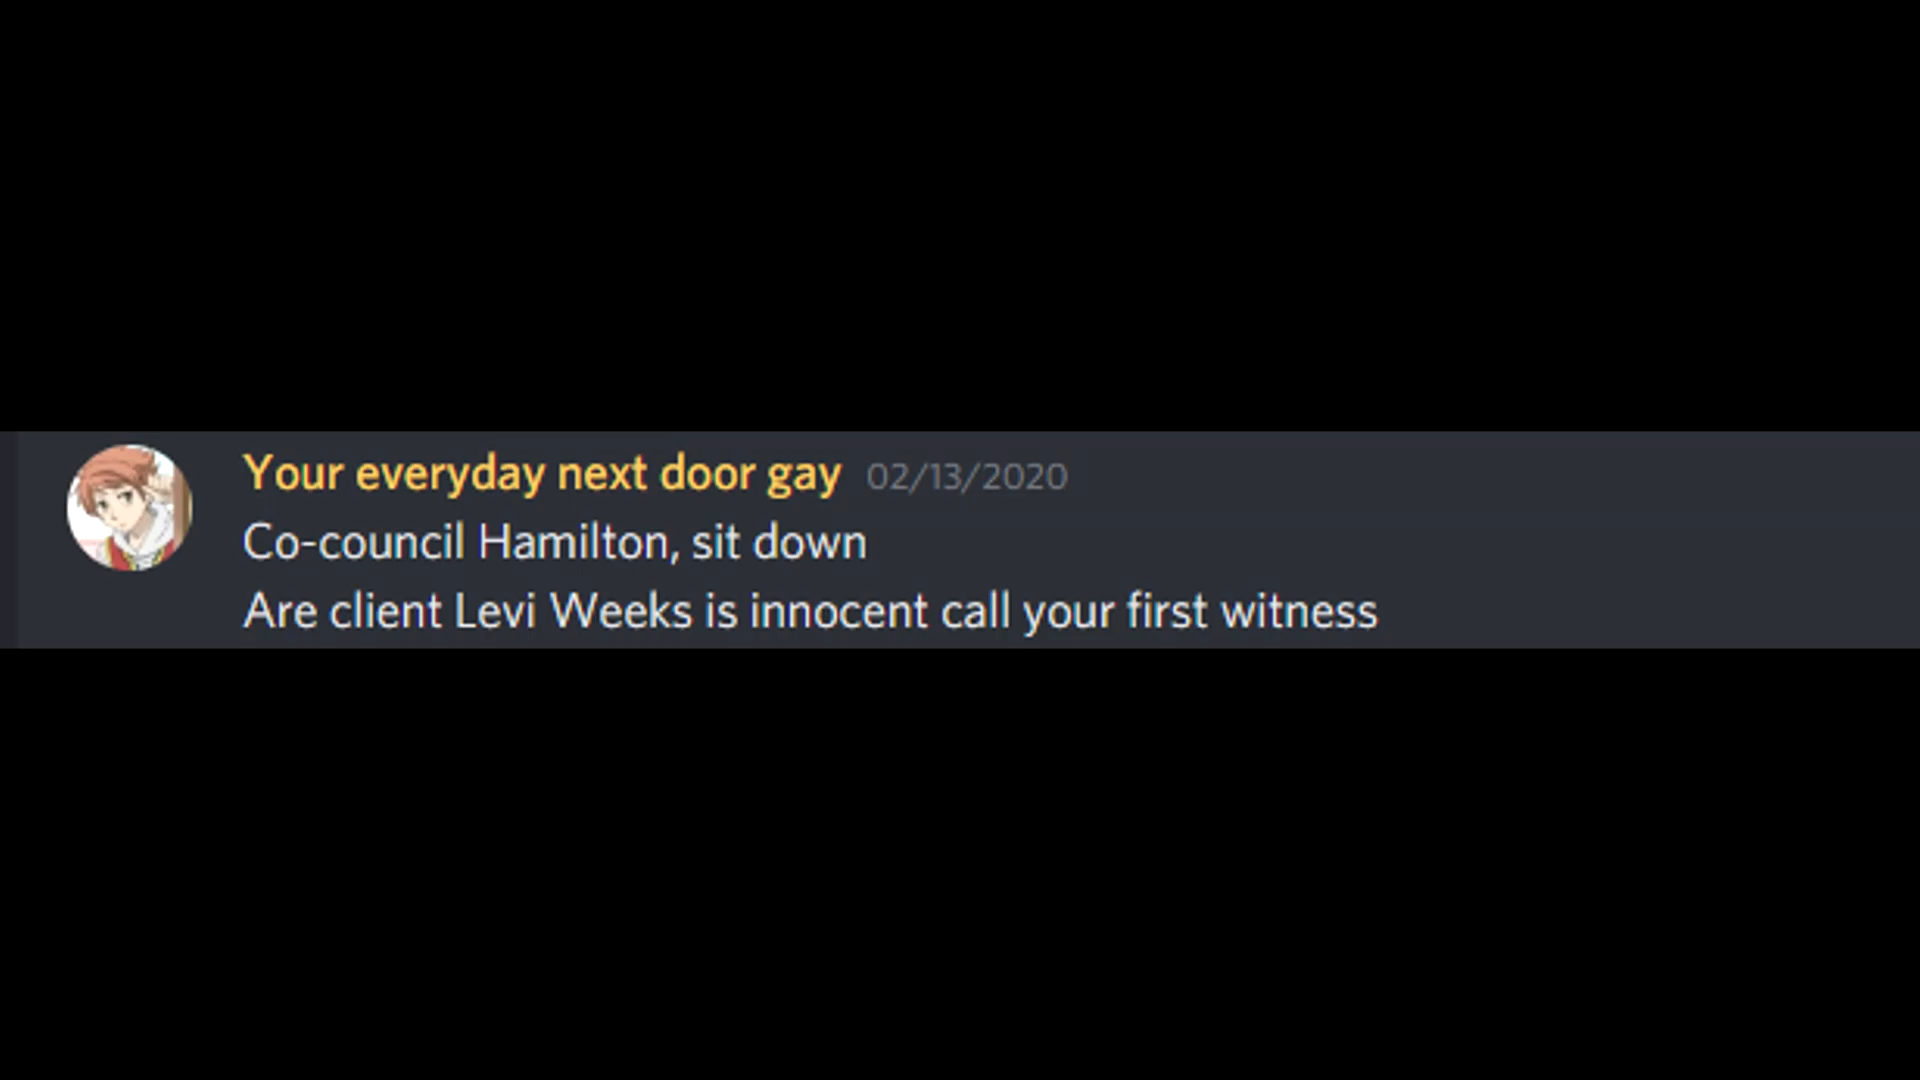 Your everyday next door gay 02/13/2020
Co-council Hamilton, sit down
Are client Levi Weeks is innocent call your first witness